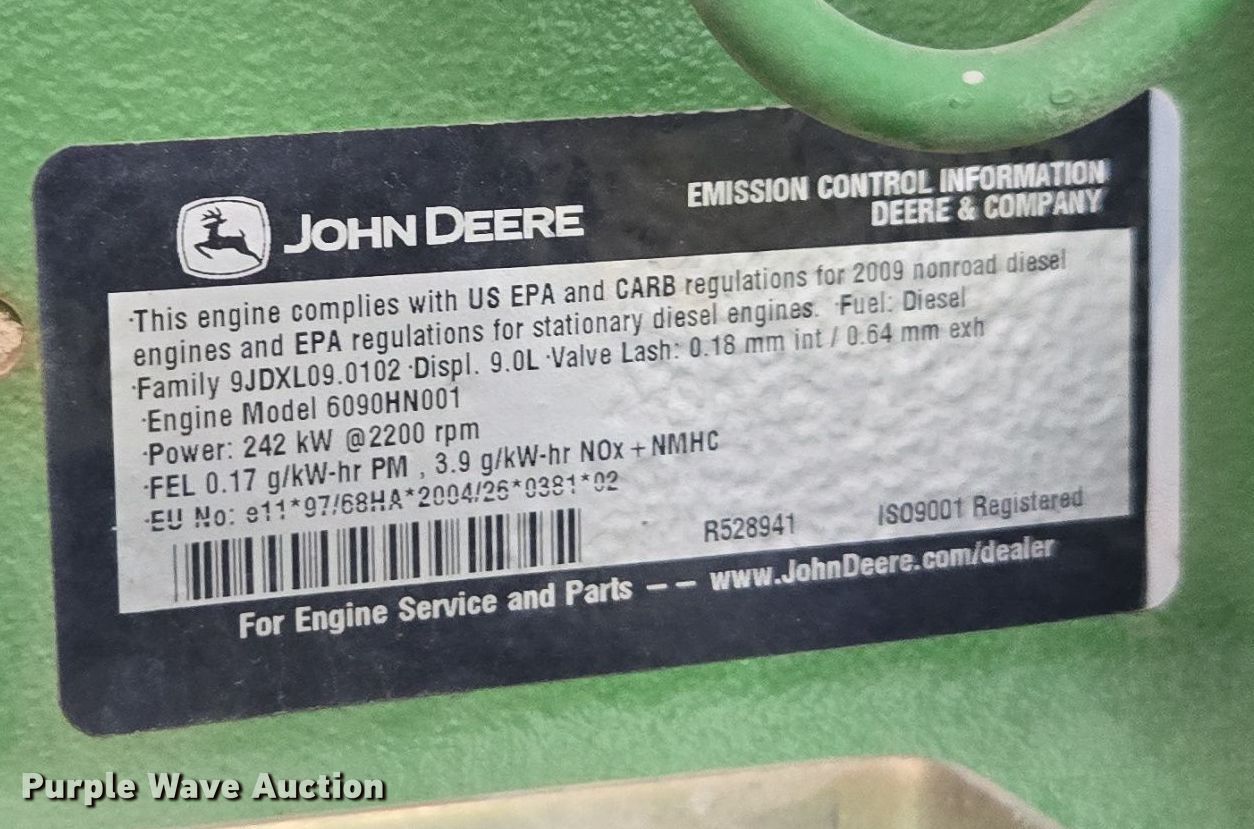 JOHN DEERE
EMISSION CONTROL INFORMATION
DEERE & COMPANY
·This engine complies with US EPA and CARB regulations for 2009 nonroad diesel
engines and EPA regulations for stationary diesel engines. ·Fuel: Diesel
·Family 9JDXL09.0102 ·Displ. 9.0L ·Valve Lash: 0.18 mm int / 0.64 mm exh
·Engine Model 6090HN001
·Power: 242 kW @2200 rpm
·FEL 0.17 g/kW-hr PM , 3.9 g/kW-hr NOx + NMHC
·EU No: e11*97/68HA*2004/26*0381*02
R528941 ISO9001 Registered
For Engine Service and Parts – – www.JohnDeere.com/dealer
Purple Wave Auction